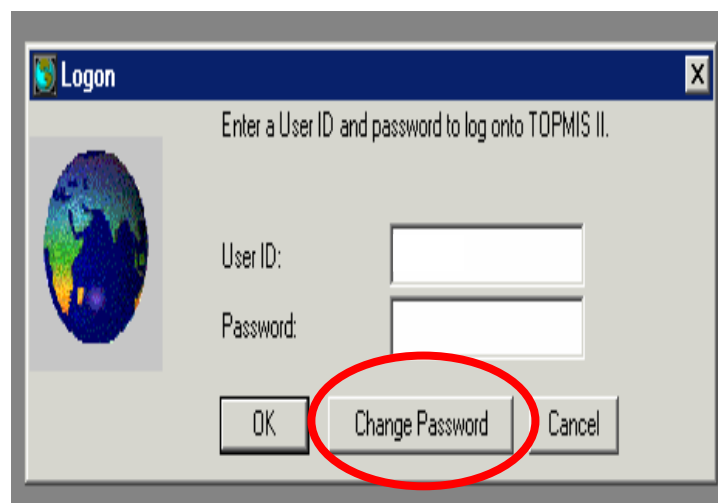 Logon
Enter a User ID and password to log onto TOPMIS II.
User ID:
Password:
OK Change Password Cancel